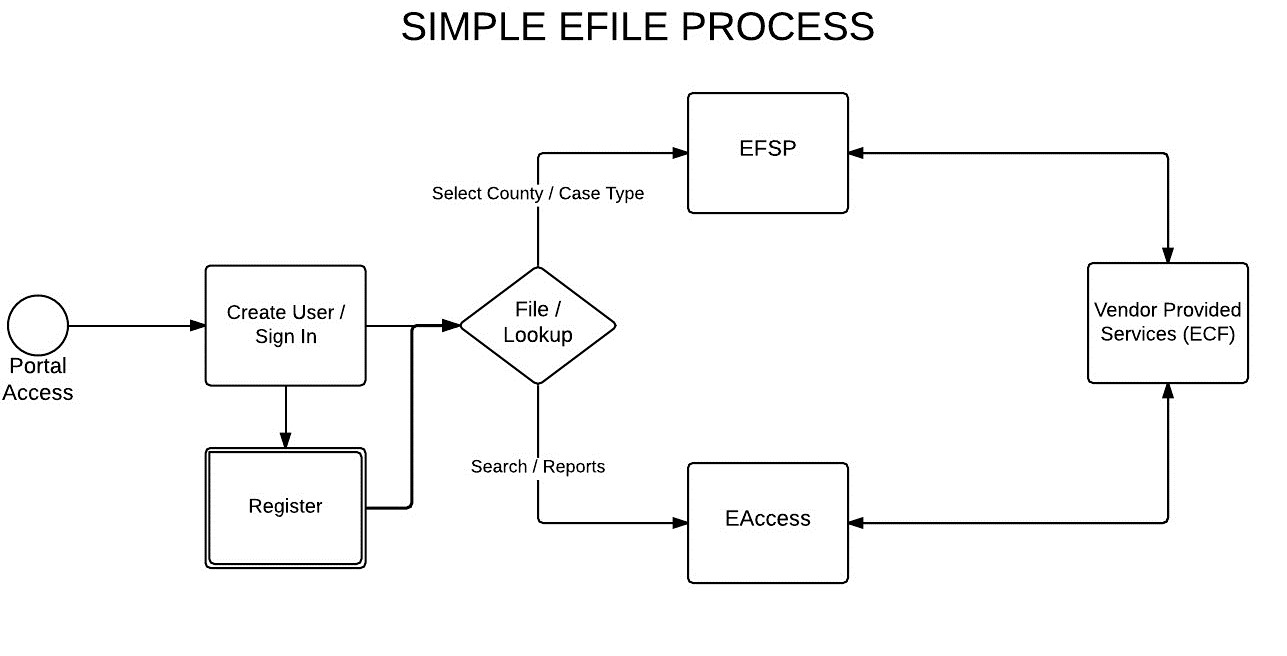 SIMPLE EFILE PROCESS
EFSP
Select County / Case Type
Create User /
Sign In
File /
Lookup
Vendor Provided
Services (ECF)
Portal
Access
Search / Reports
Register
EAccess